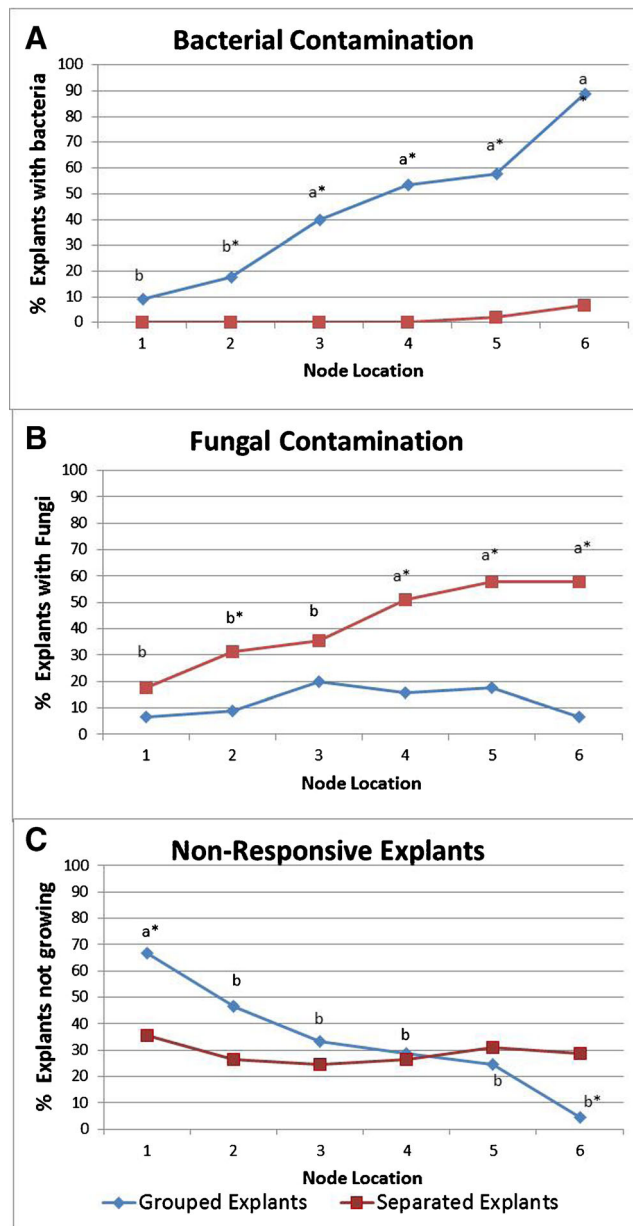 A
Bacterial Contamination
% Explants with bacteria
100
90
80
70
60
50
40
30
20
10
0
b
b*
a*
a*
a*
a
*
1 2 3 4 5 6
Node Location
B
Fungal Contamination
% Explants with Fungi
100
90
80
70
60
50
40
30
20
10
0
b
b*
b
a*
a*
a*
1 2 3 4 5 6
Node Location
C
Non-Responsive Explants
% Explants not growing
100
90
80
70
60
50
40
30
20
10
0
a*
b
b
b
b
b*
1 2 3 4 5 6
Node Location
Grouped Explants Separated Explants